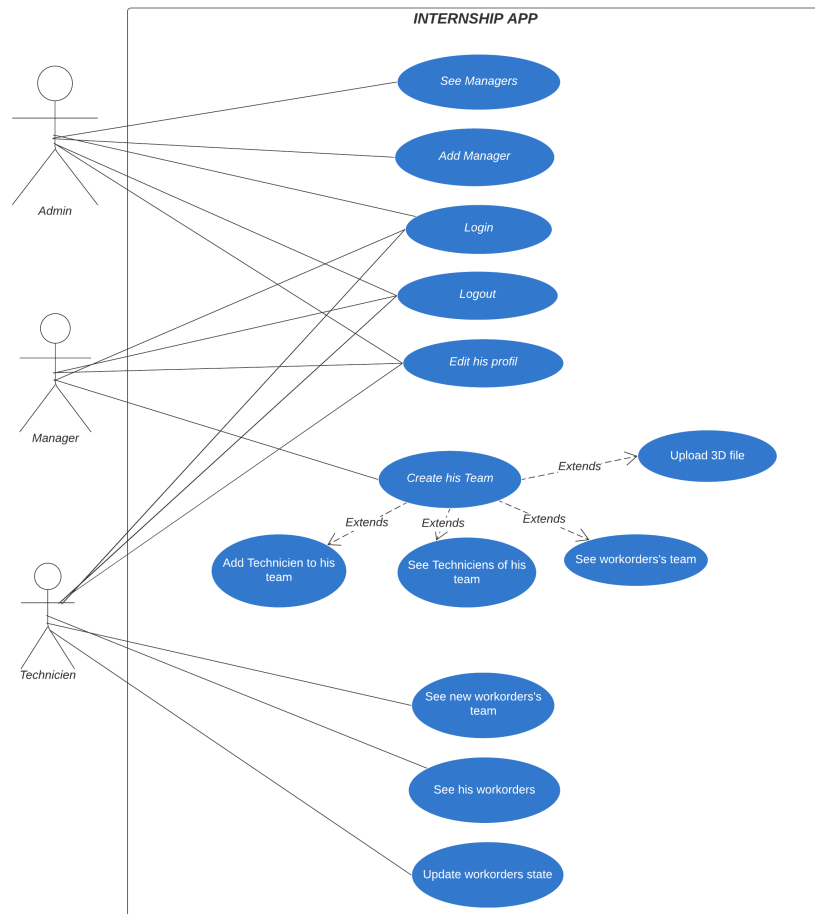 INTERNSHIP APP
See Managers
Add Manager
Admin
Login
Logout
Edit his profil
Manager
Upload 3D file
Extends
Create his Team
Extends
Extends
Extends
Add Technicien to his
team
See Techniciens of his
team
See workorders's team
Technicien
See new workorders's
team
See his workorders
Update workorders state